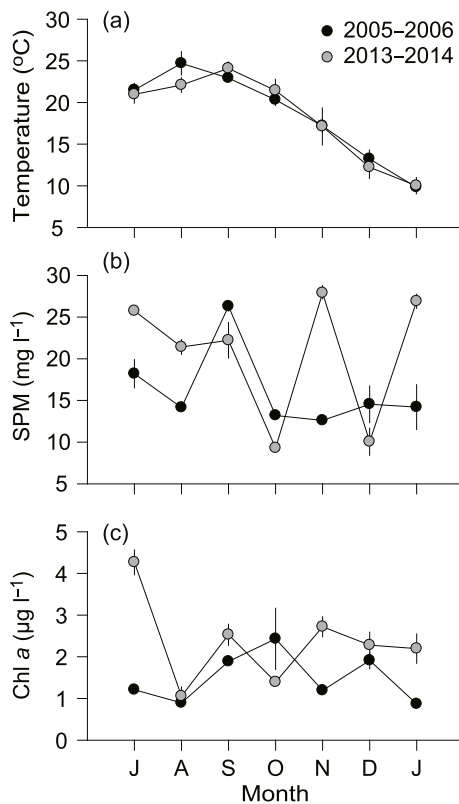 (a)
2005–2006
2013–2014
Temperature (ºC)
30
25
20
15
10
5
(b)
SPM (mg l–1)
30
25
20
15
10
5
(c)
Chl a (µg l–1)
5
4
3
2
1
0
J A S O N D J
Month